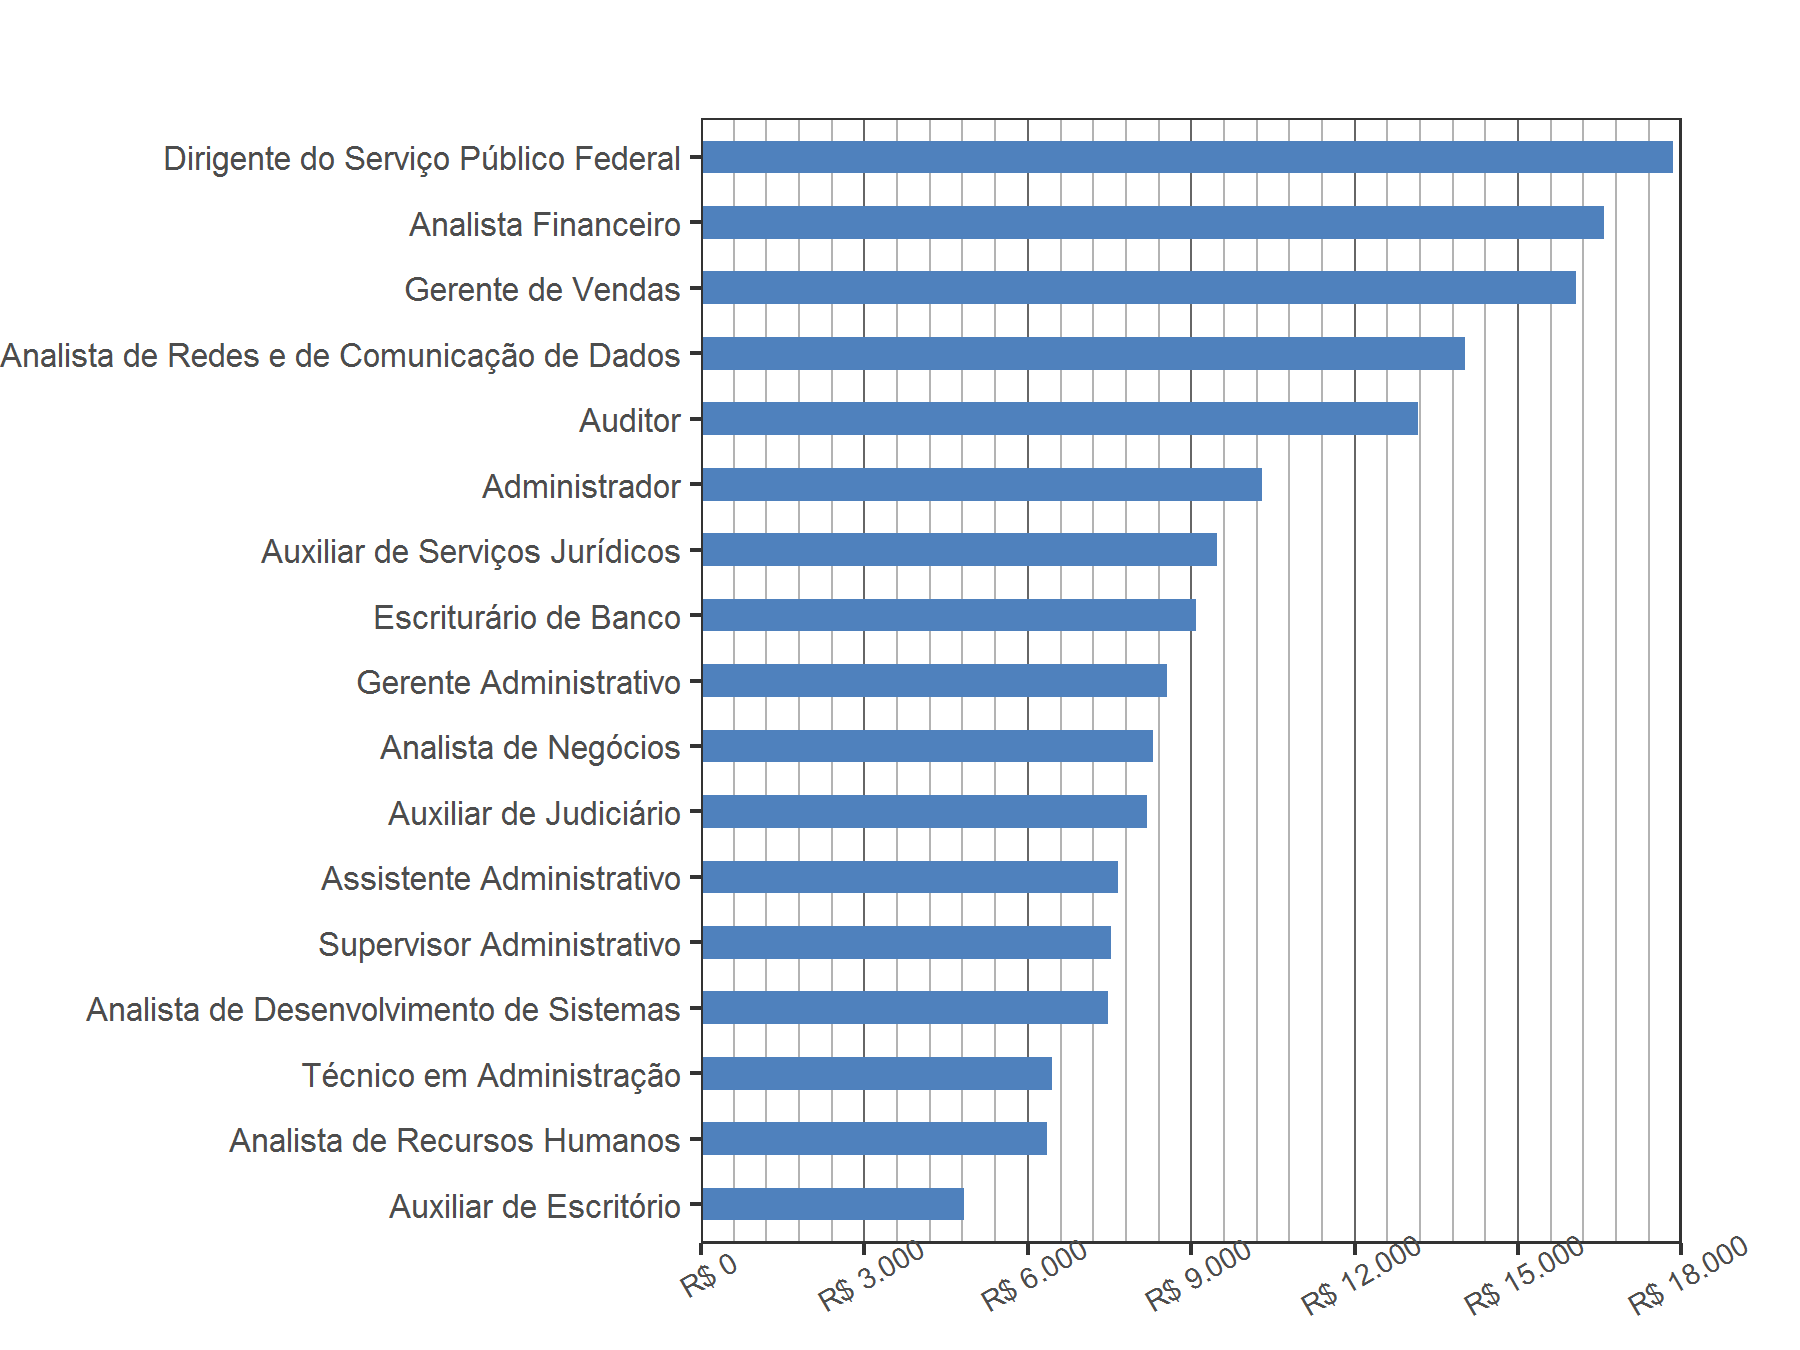 Dirigente do Serviço Público Federal
Analista Financeiro
Gerente de Vendas
Analista de Redes e de Comunicação de Dados
Auditor
Administrador
Auxiliar de Serviços Jurídicos
Escriturário de Banco
Gerente Administrativo
Analista de Negócios
Auxiliar de Judiciário
Assistente Administrativo
Supervisor Administrativo
Analista de Desenvolvimento de Sistemas
Técnico em Administração
Analista de Recursos Humanos
Auxiliar de Escritório
R$ 0
R$ 3.000
R$ 6.000
R$ 9.000
R$ 12.000
R$ 15.000
R$ 18.000